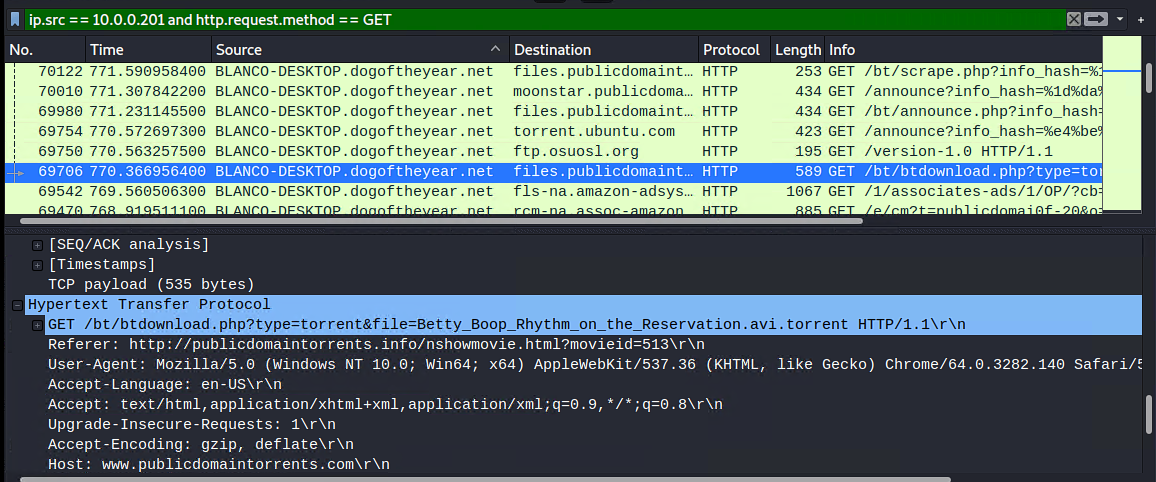 ip.src == 10.0.0.201 and http.request.method == GET
No. Time Source Destination Protocol Length Info
70122 771.590958400 BLANCO-DESKTOP.dogoftheyear.net files.publicdomaint… HTTP 253 GET /bt/scrape.php?info_hash=%1
70010 771.307842200 BLANCO-DESKTOP.dogoftheyear.net moonstar.publicdoma… HTTP 434 GET /announce?info_hash=%1d%da%
69980 771.231145500 BLANCO-DESKTOP.dogoftheyear.net files.publicdomaint… HTTP 434 GET /bt/announce.php?info_hash=
69754 770.572697300 BLANCO-DESKTOP.dogoftheyear.net torrent.ubuntu.com HTTP 423 GET /announce?info_hash=%e4%be%
69750 770.563257500 BLANCO-DESKTOP.dogoftheyear.net ftp.osuosl.org HTTP 195 GET /version-1.0 HTTP/1.1
69706 770.366956400 BLANCO-DESKTOP.dogoftheyear.net files.publicdomaint… HTTP 589 GET /bt/btdownload.php?type=tor
69542 769.560506300 BLANCO-DESKTOP.dogoftheyear.net fls-na.amazon-adsys… HTTP 1067 GET /1/associates-ads/1/OP/?cb=
69470 768.919511100 BLANCO-DESKTOP.dogoftheyear.net rcm-na.assoc-amazon HTTP 885 GET /e/cm?t=publicdomai0f-20&o=
[SEQ/ACK analysis]
[Timestamps]
TCP payload (535 bytes)
Hypertext Transfer Protocol
GET /bt/btdownload.php?type=torrent&file=Betty_Boop_Rhythm_on_the_Reservation.avi.torrent HTTP/1.1\r\n
Referer: http://publicdomaintorrents.info/nshowmovie.html?movieid=513\r\n
User-Agent: Mozilla/5.0 (Windows NT 10.0; Win64; x64) AppleWebKit/537.36 (KHTML, like Gecko) Chrome/64.0.3282.140 Safari/5
Accept-Language: en-US\r\n
Accept: text/html,application/xhtml+xml,application/xml;q=0.9,*/*;q=0.8\r\n
Upgrade-Insecure-Requests: 1\r\n
Accept-Encoding: gzip, deflate\r\n
Host: www.publicdomaintorrents.com\r\n